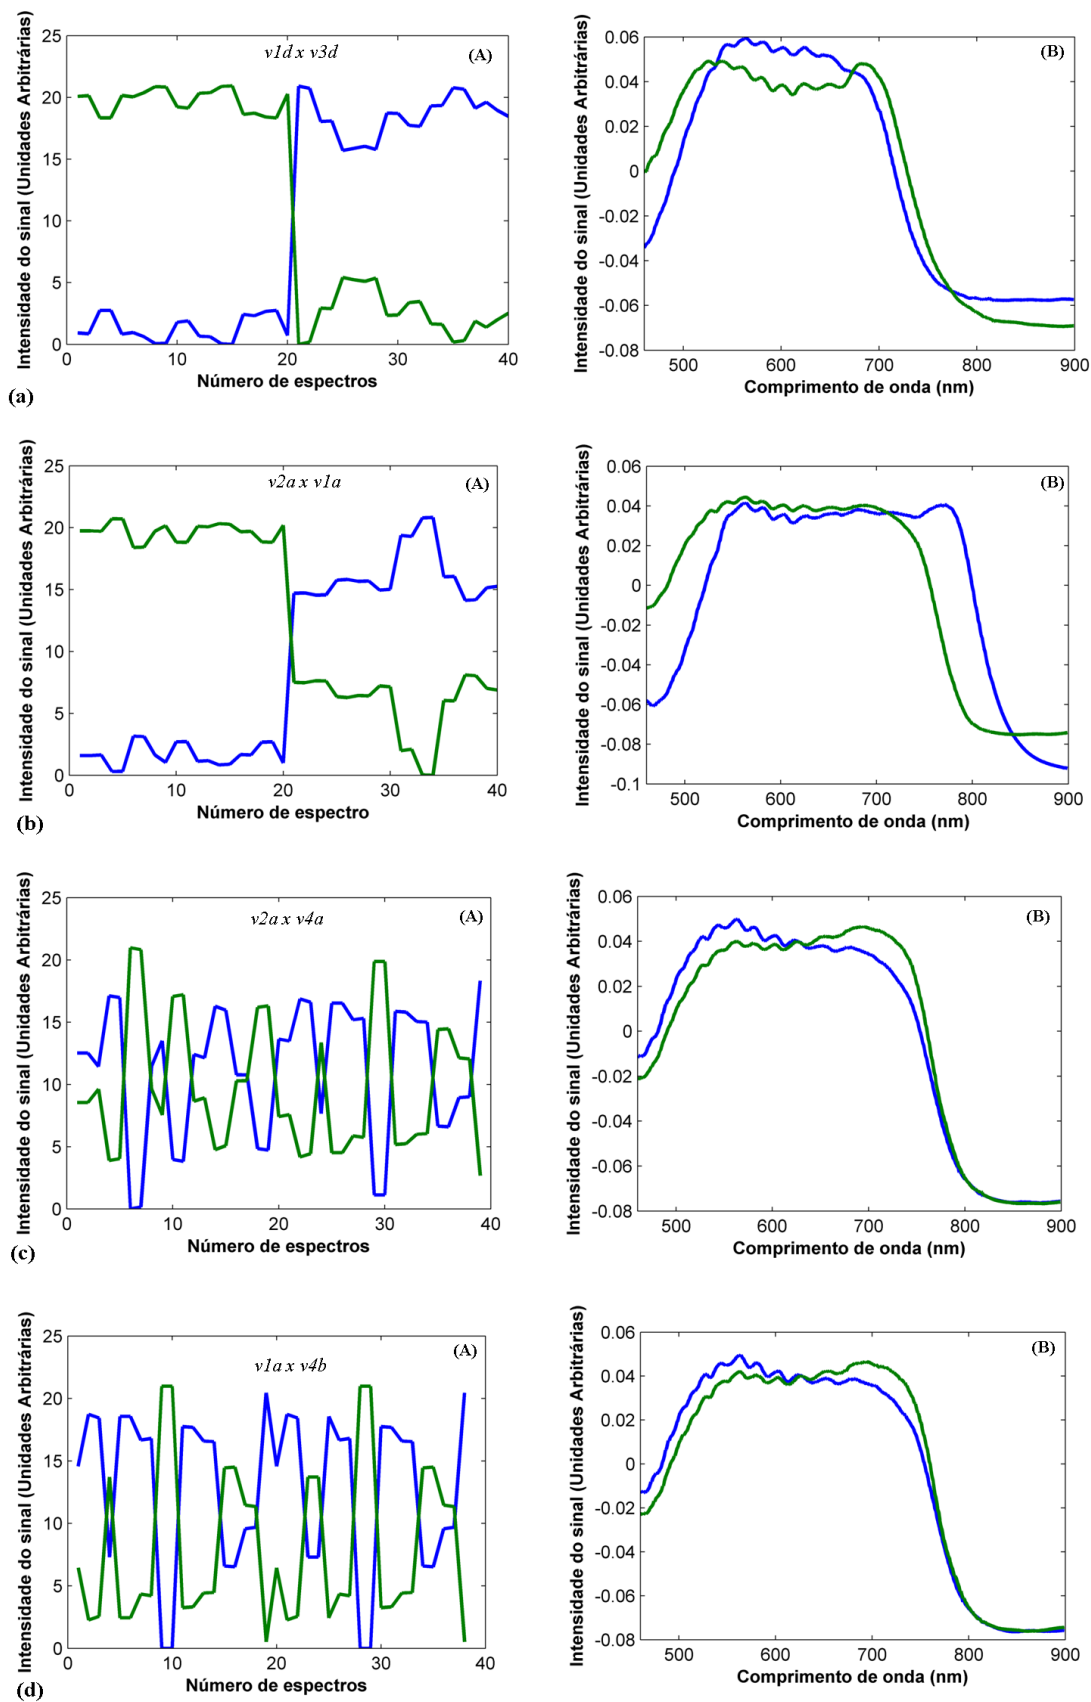 Intensidade do sinal (Unidades Arbitrárias)
25
20
15
10
5
0
v1d x v3d
(A)
0 10 20 30 40
Número de espectros
Intensidade do sinal (Unidades Arbitrárias)
0.06
0.04
0.02
0
-0.02
-0.04
-0.06
-0.08
(B)
500 600 700 800 900
Comprimento de onda (nm)
(a)
Intensidade do sinal (Unidades Arbitrárias)
25
20
15
10
5
0
v2a x v1a
(A)
0 10 20 30 40
Número de espectro
Intensidade do sinal (Unidades Arbitrárias)
0.06
0.04
0.02
0
-0.02
-0.04
-0.06
-0.08
-0.1
(B)
500 600 700 800 900
Comprimento de onda (nm)
(b)
Intensidade do sinal (Unidades Arbitrárias)
25
20
15
10
5
0
v2a x v4a
(A)
0 10 20 30 40
Número de espectros
Intensidade do sinal (Unidades Arbitrárias)
0.06
0.04
0.02
0
-0.02
-0.04
-0.06
-0.08
(B)
500 600 700 800 900
Comprimento de onda (nm)
(c)
Intensidade do sinal (Unidades Arbitrárias)
25
20
15
10
5
0
v1a x v4b
(A)
0 10 20 30 40
Número de espectros
Intensidade do sinal (Unidades Arbitrárias)
0.06
0.04
0.02
0
-0.02
-0.04
-0.06
-0.08
(B)
500 600 700 800 900
Comprimento de onda (nm)
(d)